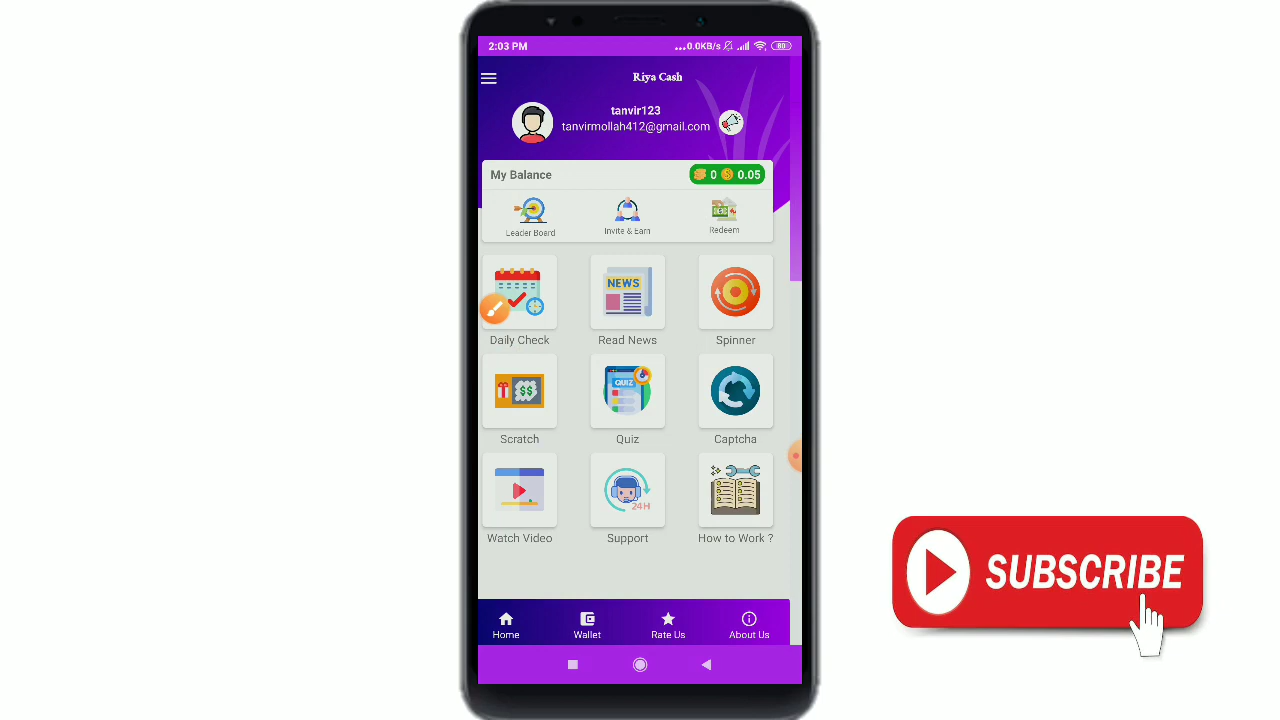 2:03 PM
...0.0KB/s
80
Riya Cash
tanvir123
tanvirmollah412@gmail.com
My Balance
0 0.05
Leader Board
Invite & Earn
Redeem
NEWS
Daily Check
Read News
Spinner
$$
QUIZ
Scratch
Quiz
Captcha
24H
Watch Video
Support
How to Work ?
Home
Wallet
Rate Us
About Us
SUBSCRIBE